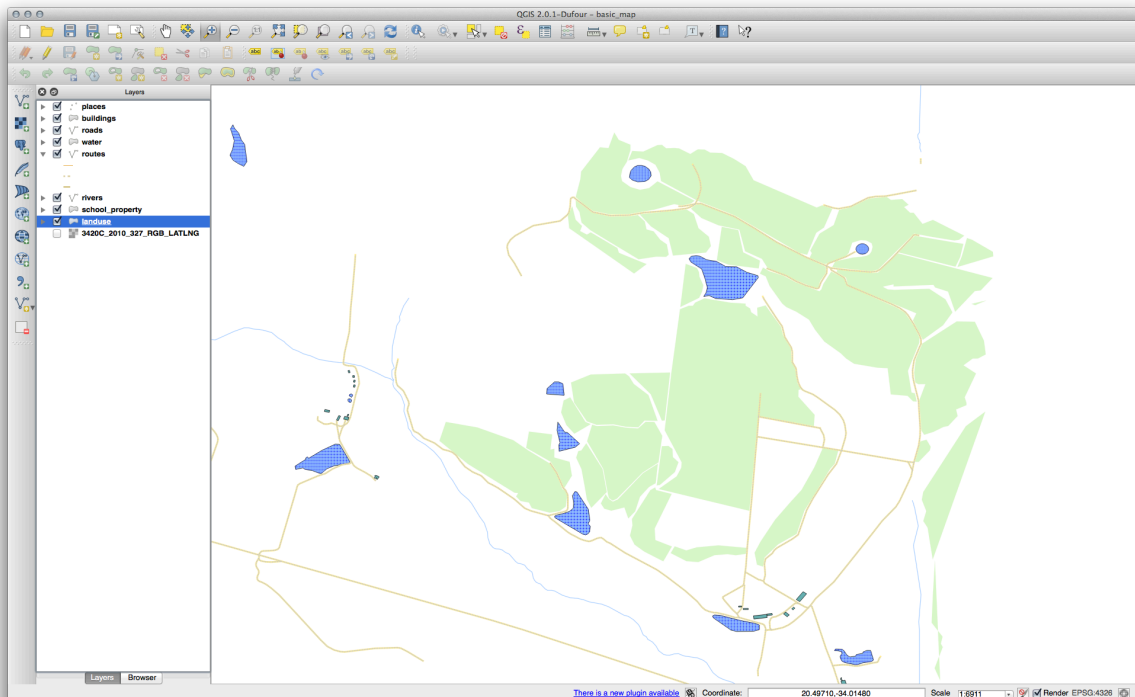 QGIS 2.0.1-Dufour - basic_map
Layers
places
buildings
roads
water
routes
rivers
school_property
landuse
3420C_2010_327_RGB_LATLNG
Layers Browser
There is a new plugin available Coordinate: 20.49710,-34.01480 Scale 1:6911 Render EPSG:4326